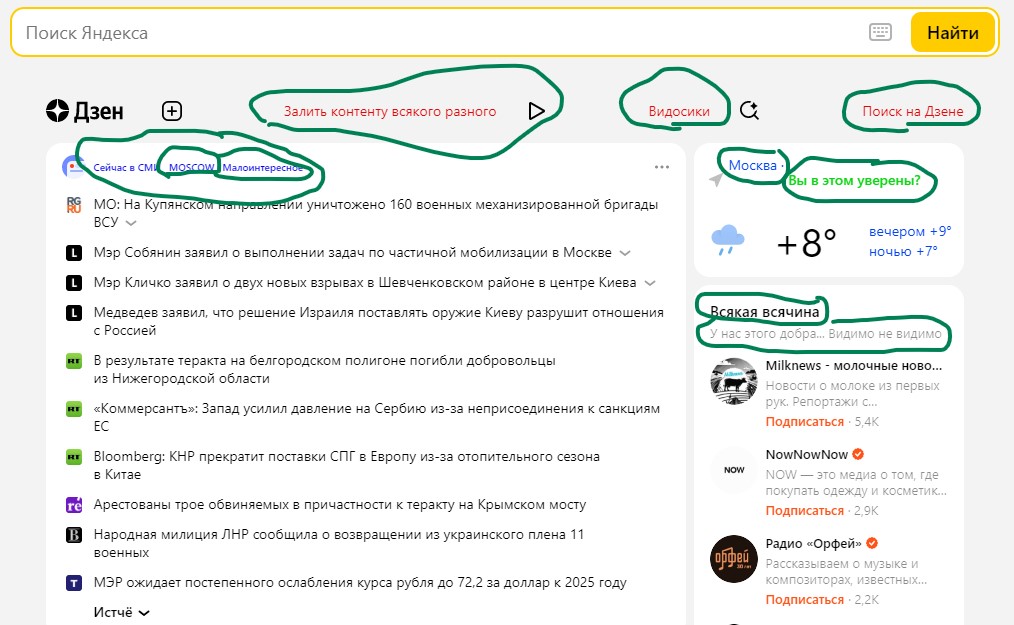 Поиск Яндекса
Найти
Дзен
Залить контенту всякого разного
Видосики
Поиск на Дзене
Сейчас в СМИ MOSCOW Малоинтересное
МО: На Купянском направлении уничтожено 160 военных механизированной бригады
ВСУ
Мэр Собянин заявил о выполнении задач по частичной мобилизации в Москве
Мэр Кличко заявил о двух новых взрывах в Шевченковском районе в центре Киева
Медведев заявил, что решение Израиля поставлять оружие Киеву разрушит отношения
с Россией
В результате теракта на белгородском полигоне погибли добровольцы
из Нижегородской области
«Коммерсантъ»: Запад усилил давление на Сербию из-за неприсоединения к санкциям
ЕС
Bloomberg: КНР прекратит поставки СПГ в Европу из-за отопительного сезона
в Китае
Арестованы трое обвиняемых в причастности к теракту на Крымском мосту
Народная милиция ЛНР сообщила о возвращении из украинского плена 11
военных
МЭР ожидает постепенного ослабления курса рубля до 72,2 за доллар к 2025 году
Истчё
Москва ·
Вы в этом уверены?
+8°
вечером +9°
ночью +7°
Всякая всячина
У нас этого добра... Видимо не видимо
Milknews - молочные ново...
Новости о молоке из первых
рук. Репортажи с...
Подписаться · 5,4K
NOW
NowNowNow
NOW — это медиа о том, где
покупать одежду и косметик...
Подписаться · 2,9K
орфей
Радио «Орфей»
Рассказываем о музыке и
композиторах, известных...
Подписаться · 2,2K